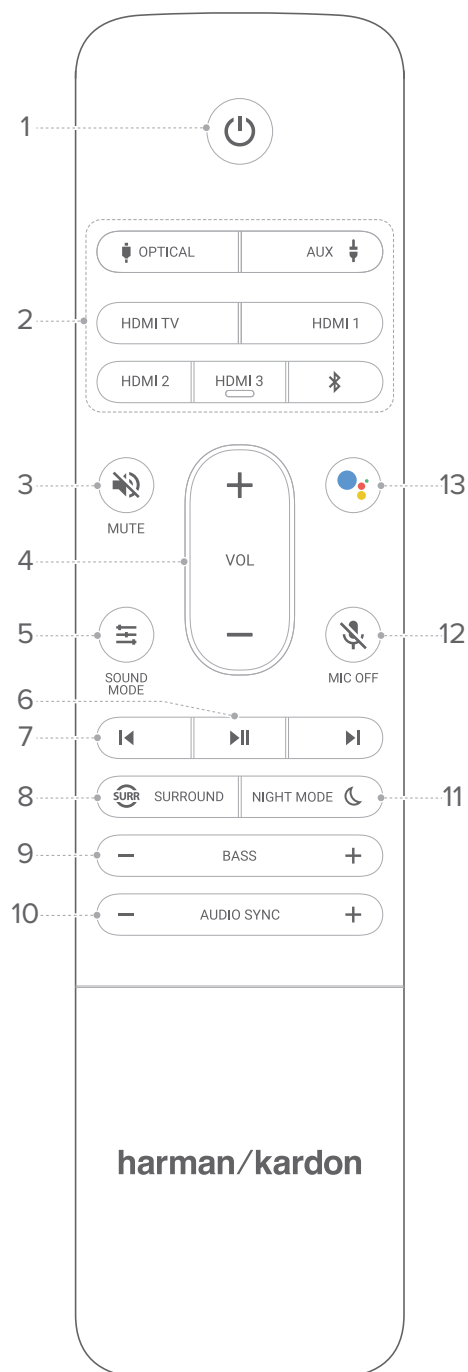 1
OPTICAL AUX
2 HDMI TV HDMI 1
HDMI 2 HDMI 3
3 MUTE 13
4 VOL
5 SOUND MODE MIC OFF 12
6
7
8 SURR SURROUND NIGHT MODE 11
9 BASS
10 AUDIO SYNC
harman/kardon